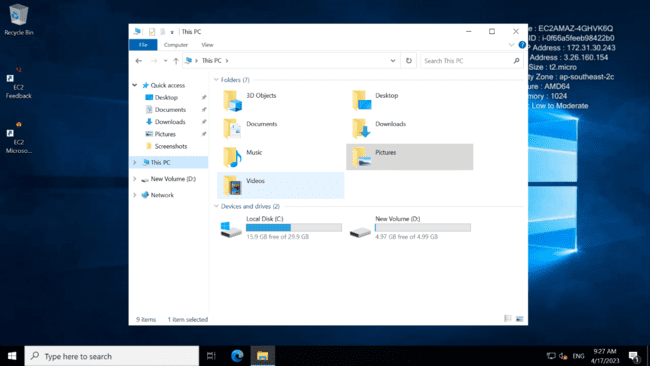 Recycle Bin
EC2 Feedback
EC2 Microso...
This PC
File
Computer
View
This PC
Search This PC
Quick access
Desktop
Documents
Downloads
Pictures
Screenshots
This PC
New Volume (D:)
Network
Folders (7)
3D Objects
Desktop
Documents
Downloads
Music
Pictures
Videos
Devices and drives (2)
Local Disk (C:)
15.9 GB free of 29.9 GB
New Volume (D:)
4.97 GB free of 4.99 GB
9 items
1 item selected
e : EC2AMAZ-4GHVK6Q
ID : i-0f66a5feeb98422b0
Address : 172.31.30.243
Address : 3.26.160.154
Size : t2.micro
ty Zone : ap-southeast-2c
ure : AMD64
mory : 1024
: Low to Moderate
Type here to search
ENG
9:27 AM
4/17/2023
1